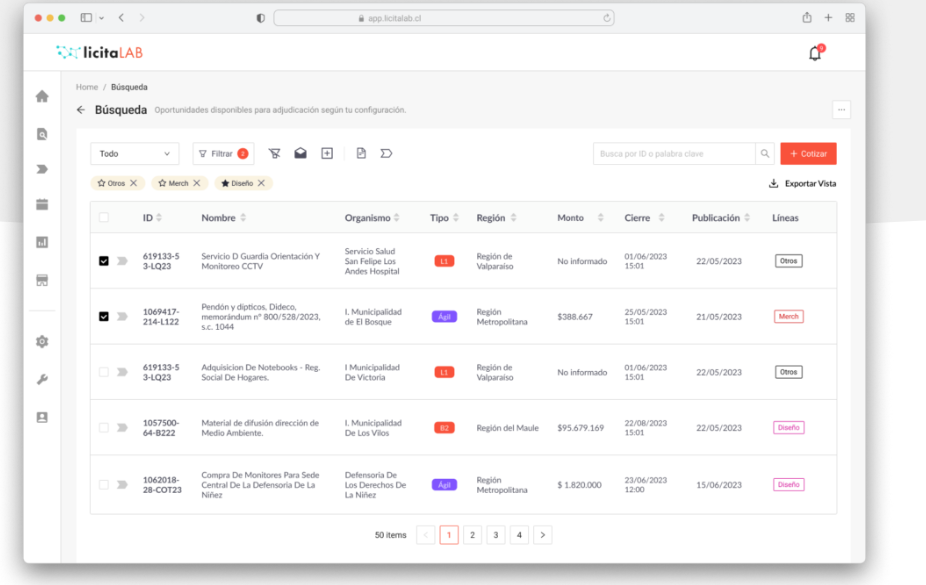 app.licitalab.cl
licitaLAB
Home / Búsqueda
Búsqueda Oportunidades disponibles para adjudicación según tu configuración.
Todo Filtrar 2 Busca por ID o palabra clave + Cotizar
Otros Merch Diseño Exportar Vista
ID Nombre Organismo Tipo Región Monto Cierre Publicación Líneas
619133-5
3-LQ23
Servicio D Guardia Orientación Y
Monitoreo CCTV
Servicio Salud
San Felipe Los
Andes Hospital
L1
Región de
Valparaíso
No informado
01/06/2023
15:01
22/05/2023
Otros
1069417-
214-L122
Pendón y dípticos, Dideco,
memorándum nº 800/528/2023,
s.c. 1044
I. Municipalidad
de El Bosque
Ágil
Región
Metropolitana
$388.667
25/05/2023
15:01
21/05/2023
Merch
619133-5
3-LQ23
Adquisicion De Notebooks - Reg.
Social De Hogares.
I Municipalidad
De Victoria
L1
Región de
Valparaíso
No informado
01/06/2023
15:01
22/05/2023
Otros
1057500-
64-B222
Material de difusión dirección de
Medio Ambiente.
I. Municipalidad
De Los Vilos
B2
Región del Maule
$95.679.169
22/08/2023
15:01
22/05/2023
Diseño
1062018-
28-COT23
Compra De Monitores Para Sede
Central De La Defensoria De La
Niñez
Defensoria De
Los Derechos De
La Niñez
Ágil
Región
Metropolitana
$ 1.820.000
23/06/2023
12:00
15/06/2023
Diseño
50 items 1 2 3 4